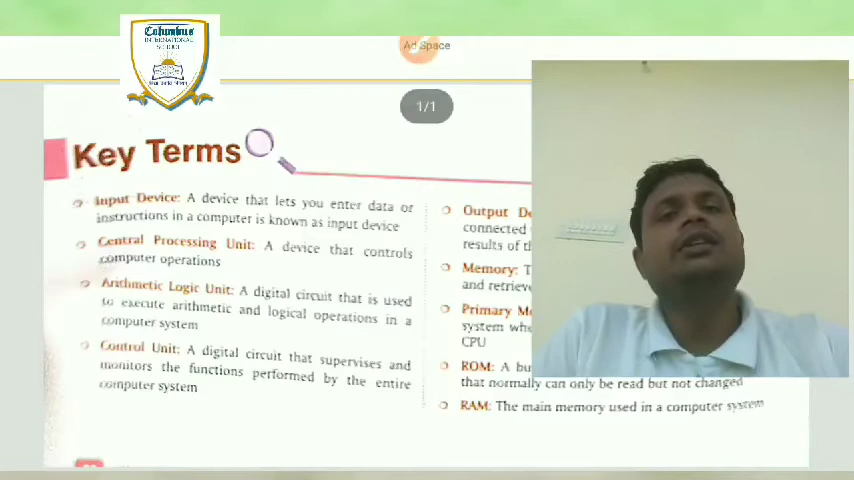 Columbus
INTERNATIONAL
SCHOOL
Ad Space
1/1
Key Terms
Input Device: A device that lets you enter data or
instructions in a computer is known as input device
Central Processing Unit: A device that controls
computer operations
Arithmetic Logic Unit: A digital circuit that is used
to execute arithmetic and logical operations in a
computer system
Control Unit: A digital circuit that supervises and
monitors the functions performed by the entire
computer system
Output De
connected
results of th
Memory: T
and retrieve
Primary Me
system whe
CPU
ROM: A bu
that normally can only be read but not changed
RAM: The main memory used in a computer system